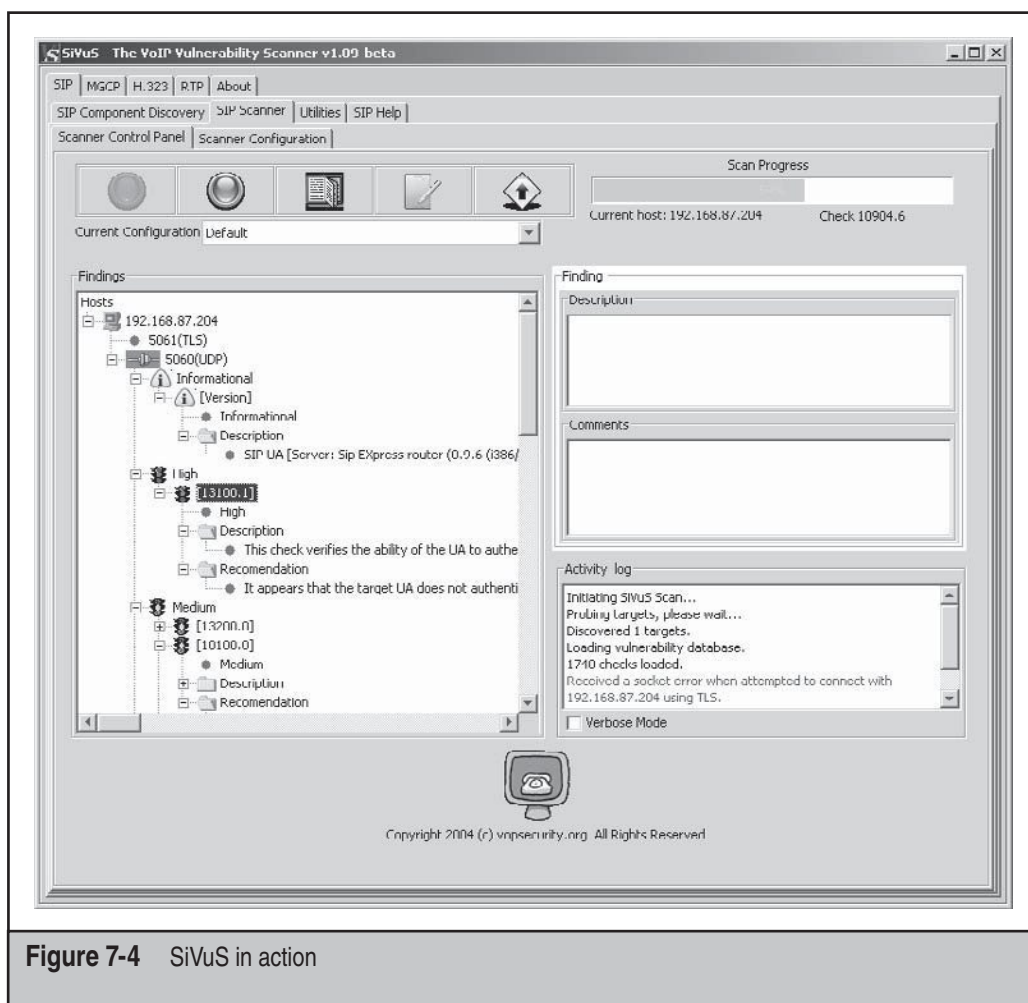 SiVuS The VoIP Vulnerability Scanner v1.09 beta
SIP MGCP H.323 RTP About
SIP Component Discovery SIP Scanner Utilities SIP Help
Scanner Control Panel Scanner Configuration
Scan Progress
Current host: 192.168.87.204 Check 10904.6
Current Configuration Default
Findings
Hosts
192.168.87.204
5061(TLS)
5060(UDP)
Informational
[Version]
Informational
Description
SIP UA [Server: Sip EXpress router (0.9.6 (i386/
High
[13100.1]
High
Description
This check verifies the ability of the UA to authe
Recomendation
It appears that the target UA does not authenti
Medium
[13200.0]
[10100.0]
Medium
Description
Recomendation
Finding
Description
Comments
Activity log
Initiating SiVuS Scan...
Probing targets, please wait...
Discovered 1 targets.
Loading vulnerability database.
1740 checks loaded.
Received a socket error when attempted to connect with
192.168.87.204 using TLS.
Verbose Mode
Copyright 2004 (c) vopsecurity.org All Rights Reserved
Figure 7-4 SiVuS in action